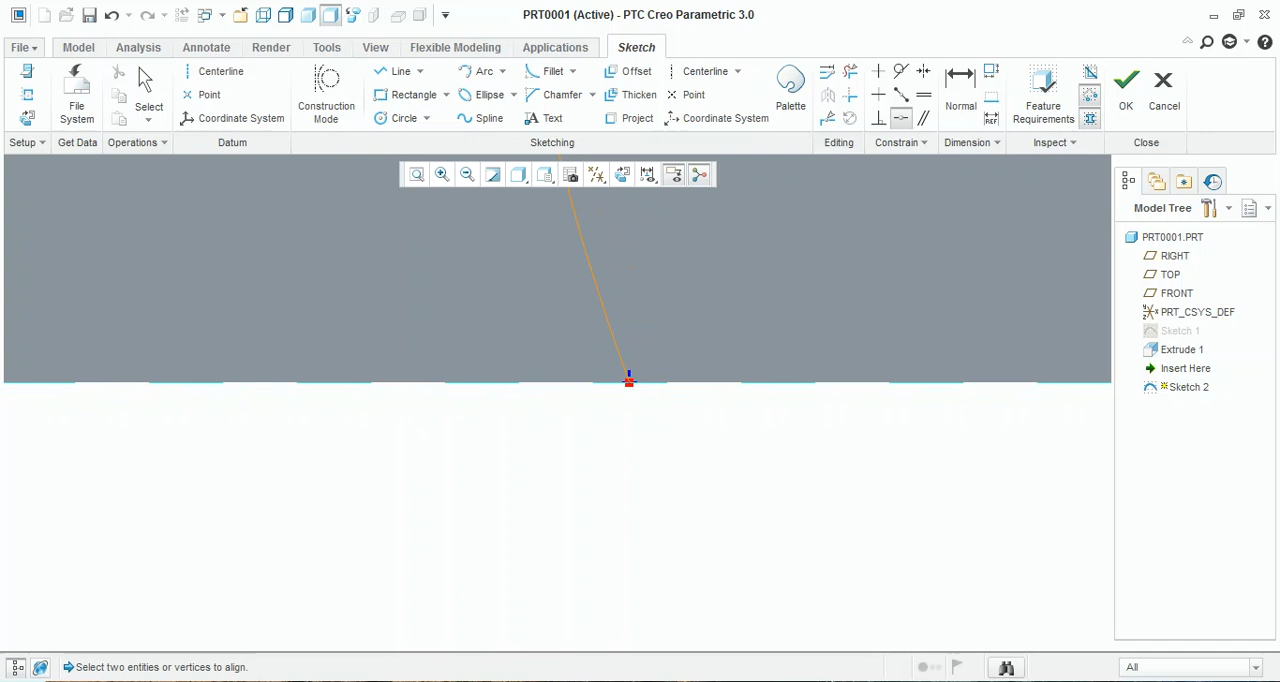 PRT0001 (Active) - PTC Creo Parametric 3.0
File Model Analysis Annotate Render Tools View Flexible Modeling Applications Sketch
Centerline
Point
Coordinate System
File System
Select
Construction Mode
Line Arc Fillet Offset Centerline
Rectangle Ellipse Chamfer Thicken Point
Circle Spline Text Project Coordinate System
Palette
Normal
REF
Feature Requirements
OK
Cancel
Setup Get Data Operations Datum Sketching Editing Constrain Dimension Inspect Close
Model Tree
PRT0001.PRT
RIGHT
TOP
FRONT
PRT_CSYS_DEF
Sketch 1
Extrude 1
Insert Here
Sketch 2
Select two entities or vertices to align.
All